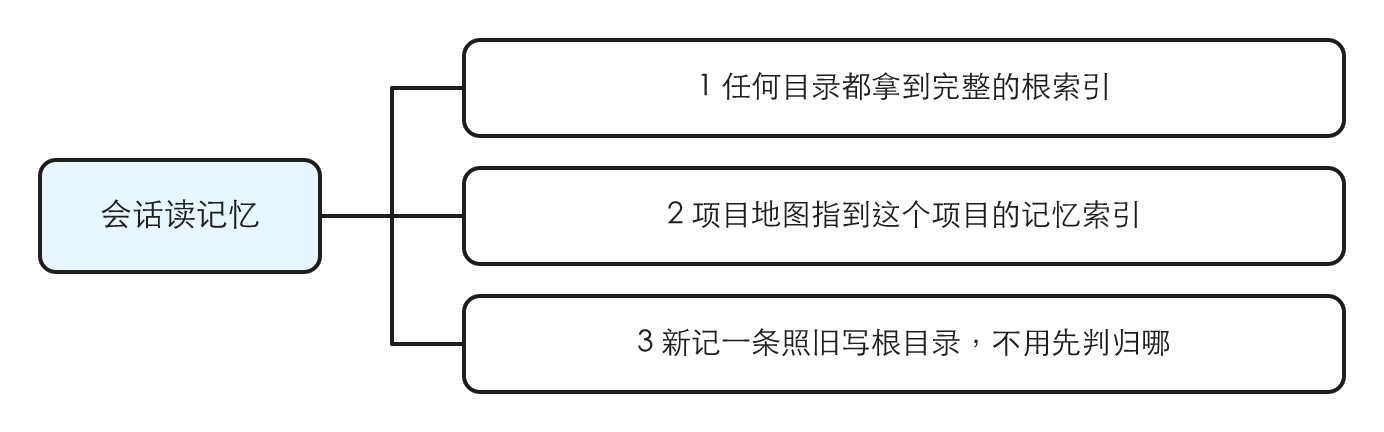 会话读记忆
1 任何目录都拿到完整的根索引
2 项目地图指到这个项目的记忆索引
3 新记一条照旧写根目录，不用先判归哪